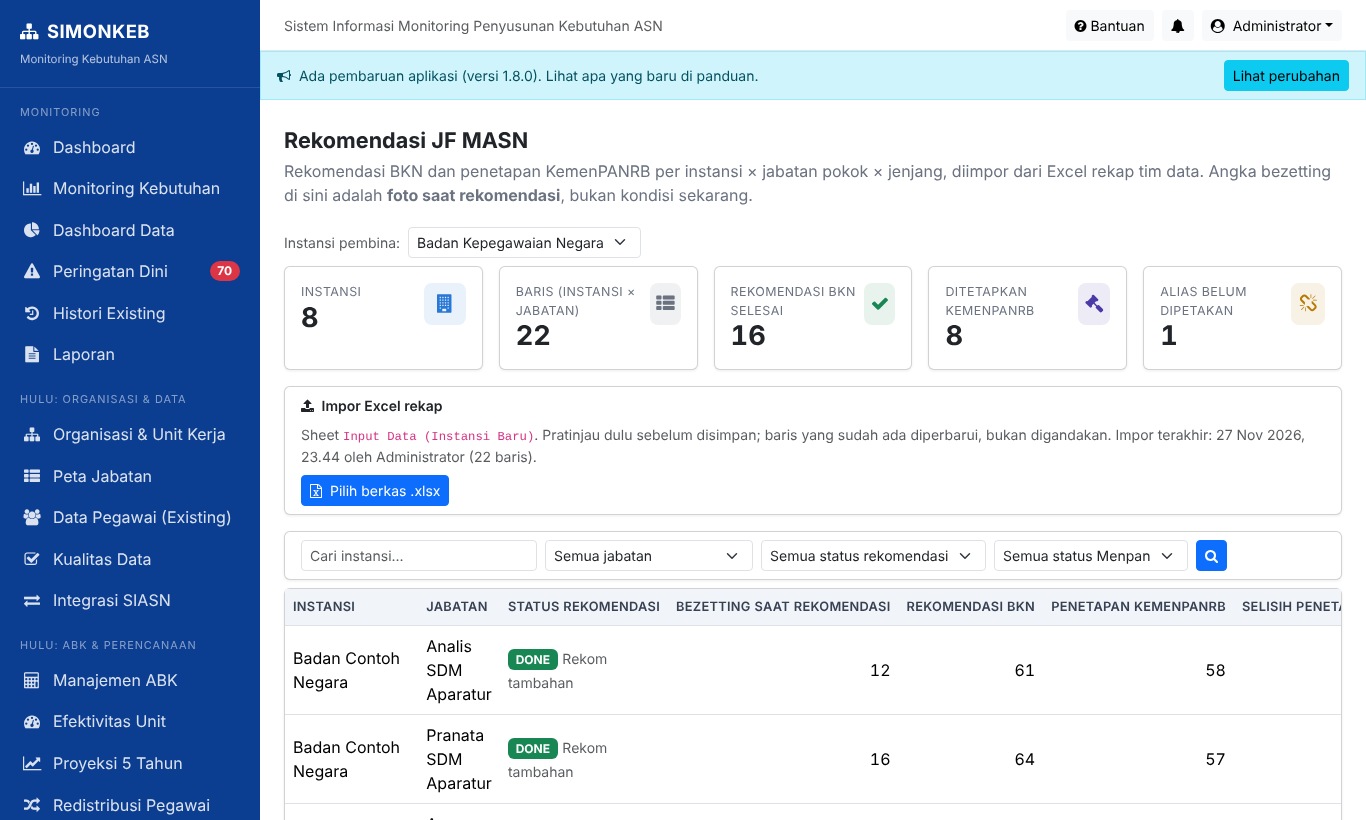 SIMONKEB
Monitoring Kebutuhan ASN
MONITORING
Dashboard
Monitoring Kebutuhan
Dashboard Data
Peringatan Dini 70
Histori Existing
Laporan
HULU: ORGANISASI & DATA
Organisasi & Unit Kerja
Peta Jabatan
Data Pegawai (Existing)
Kualitas Data
Integrasi SIASN
HULU: ABK & PERENCANAAN
Manajemen ABK
Efektivitas Unit
Proyeksi 5 Tahun
Redistribusi Pegawai
Sistem Informasi Monitoring Penyusunan Kebutuhan ASN
Bantuan
Administrator
Ada pembaruan aplikasi (versi 1.8.0). Lihat apa yang baru di panduan.
Lihat perubahan
Rekomendasi JF MASN
Rekomendasi BKN dan penetapan KemenPANRB per instansi × jabatan pokok × jenjang, diimpor dari Excel rekap tim data. Angka bezetting
di sini adalah foto saat rekomendasi, bukan kondisi sekarang.
Instansi pembina: Badan Kepegawaian Negara
INSTANSI
8
BARIS (INSTANSI ×
JABATAN)
22
REKOMENDASI BKN
SELESAI
16
DITETAPKAN
KEMENPANRB
8
ALIAS BELUM
DIPETAKAN
1
Impor Excel rekap
Sheet Input Data (Instansi Baru). Pratinjau dulu sebelum disimpan; baris yang sudah ada diperbarui, bukan digandakan. Impor terakhir: 27 Nov 2026,
23.44 oleh Administrator (22 baris).
Pilih berkas .xlsx
Cari instansi... Semua jabatan Semua status rekomendasi Semua status Menpan
INSTANSI JABATAN STATUS REKOMENDASI BEZETTING SAAT REKOMENDASI REKOMENDASI BKN PENETAPAN KEMENPANRB SELISIH
Badan Contoh
Negara
Analis
SDM
Aparatur
DONE Rekom
tambahan
12 61 58
Badan Contoh
Negara
Pranata
SDM
Aparatur
DONE Rekom
tambahan
16 64 57